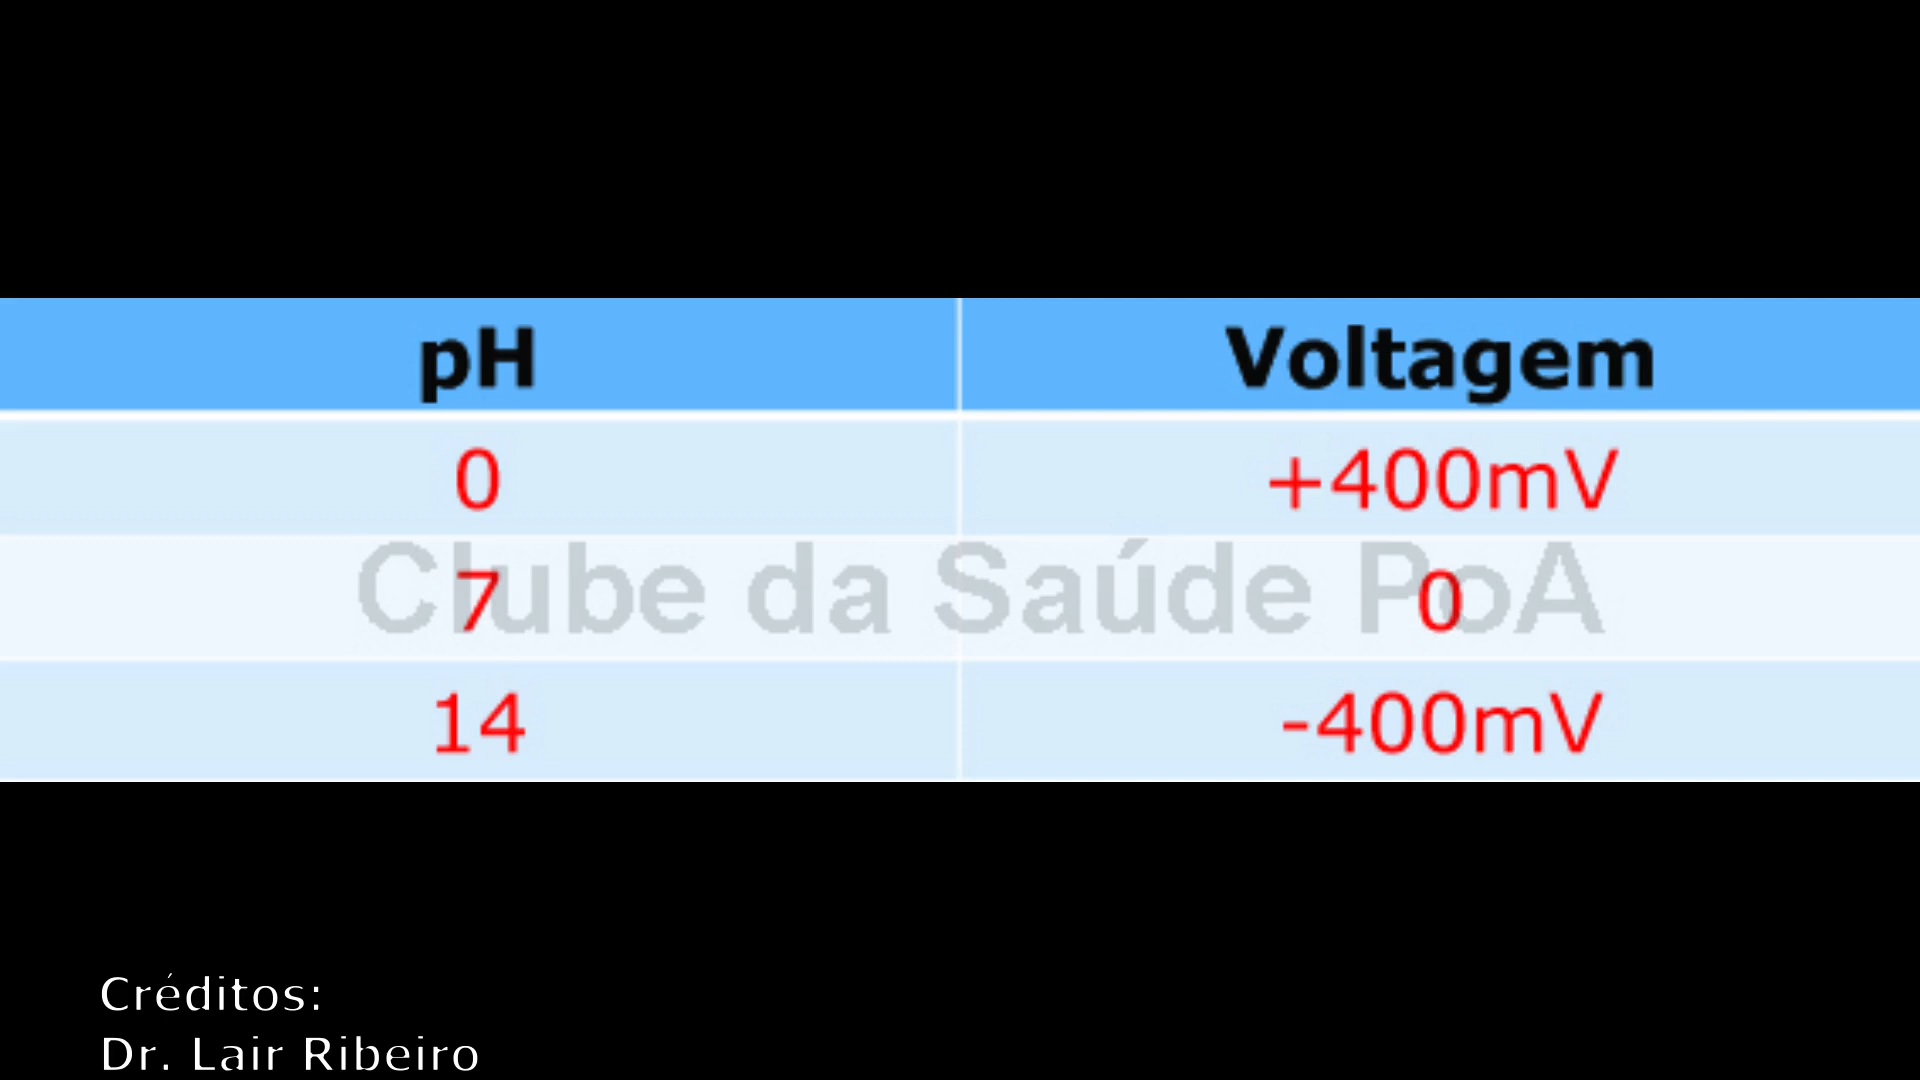 pH Voltagem
0 +400mV
7 0
14 -400mV
Clube da Saúde PoA
Créditos:
Dr. Lair Ribeiro